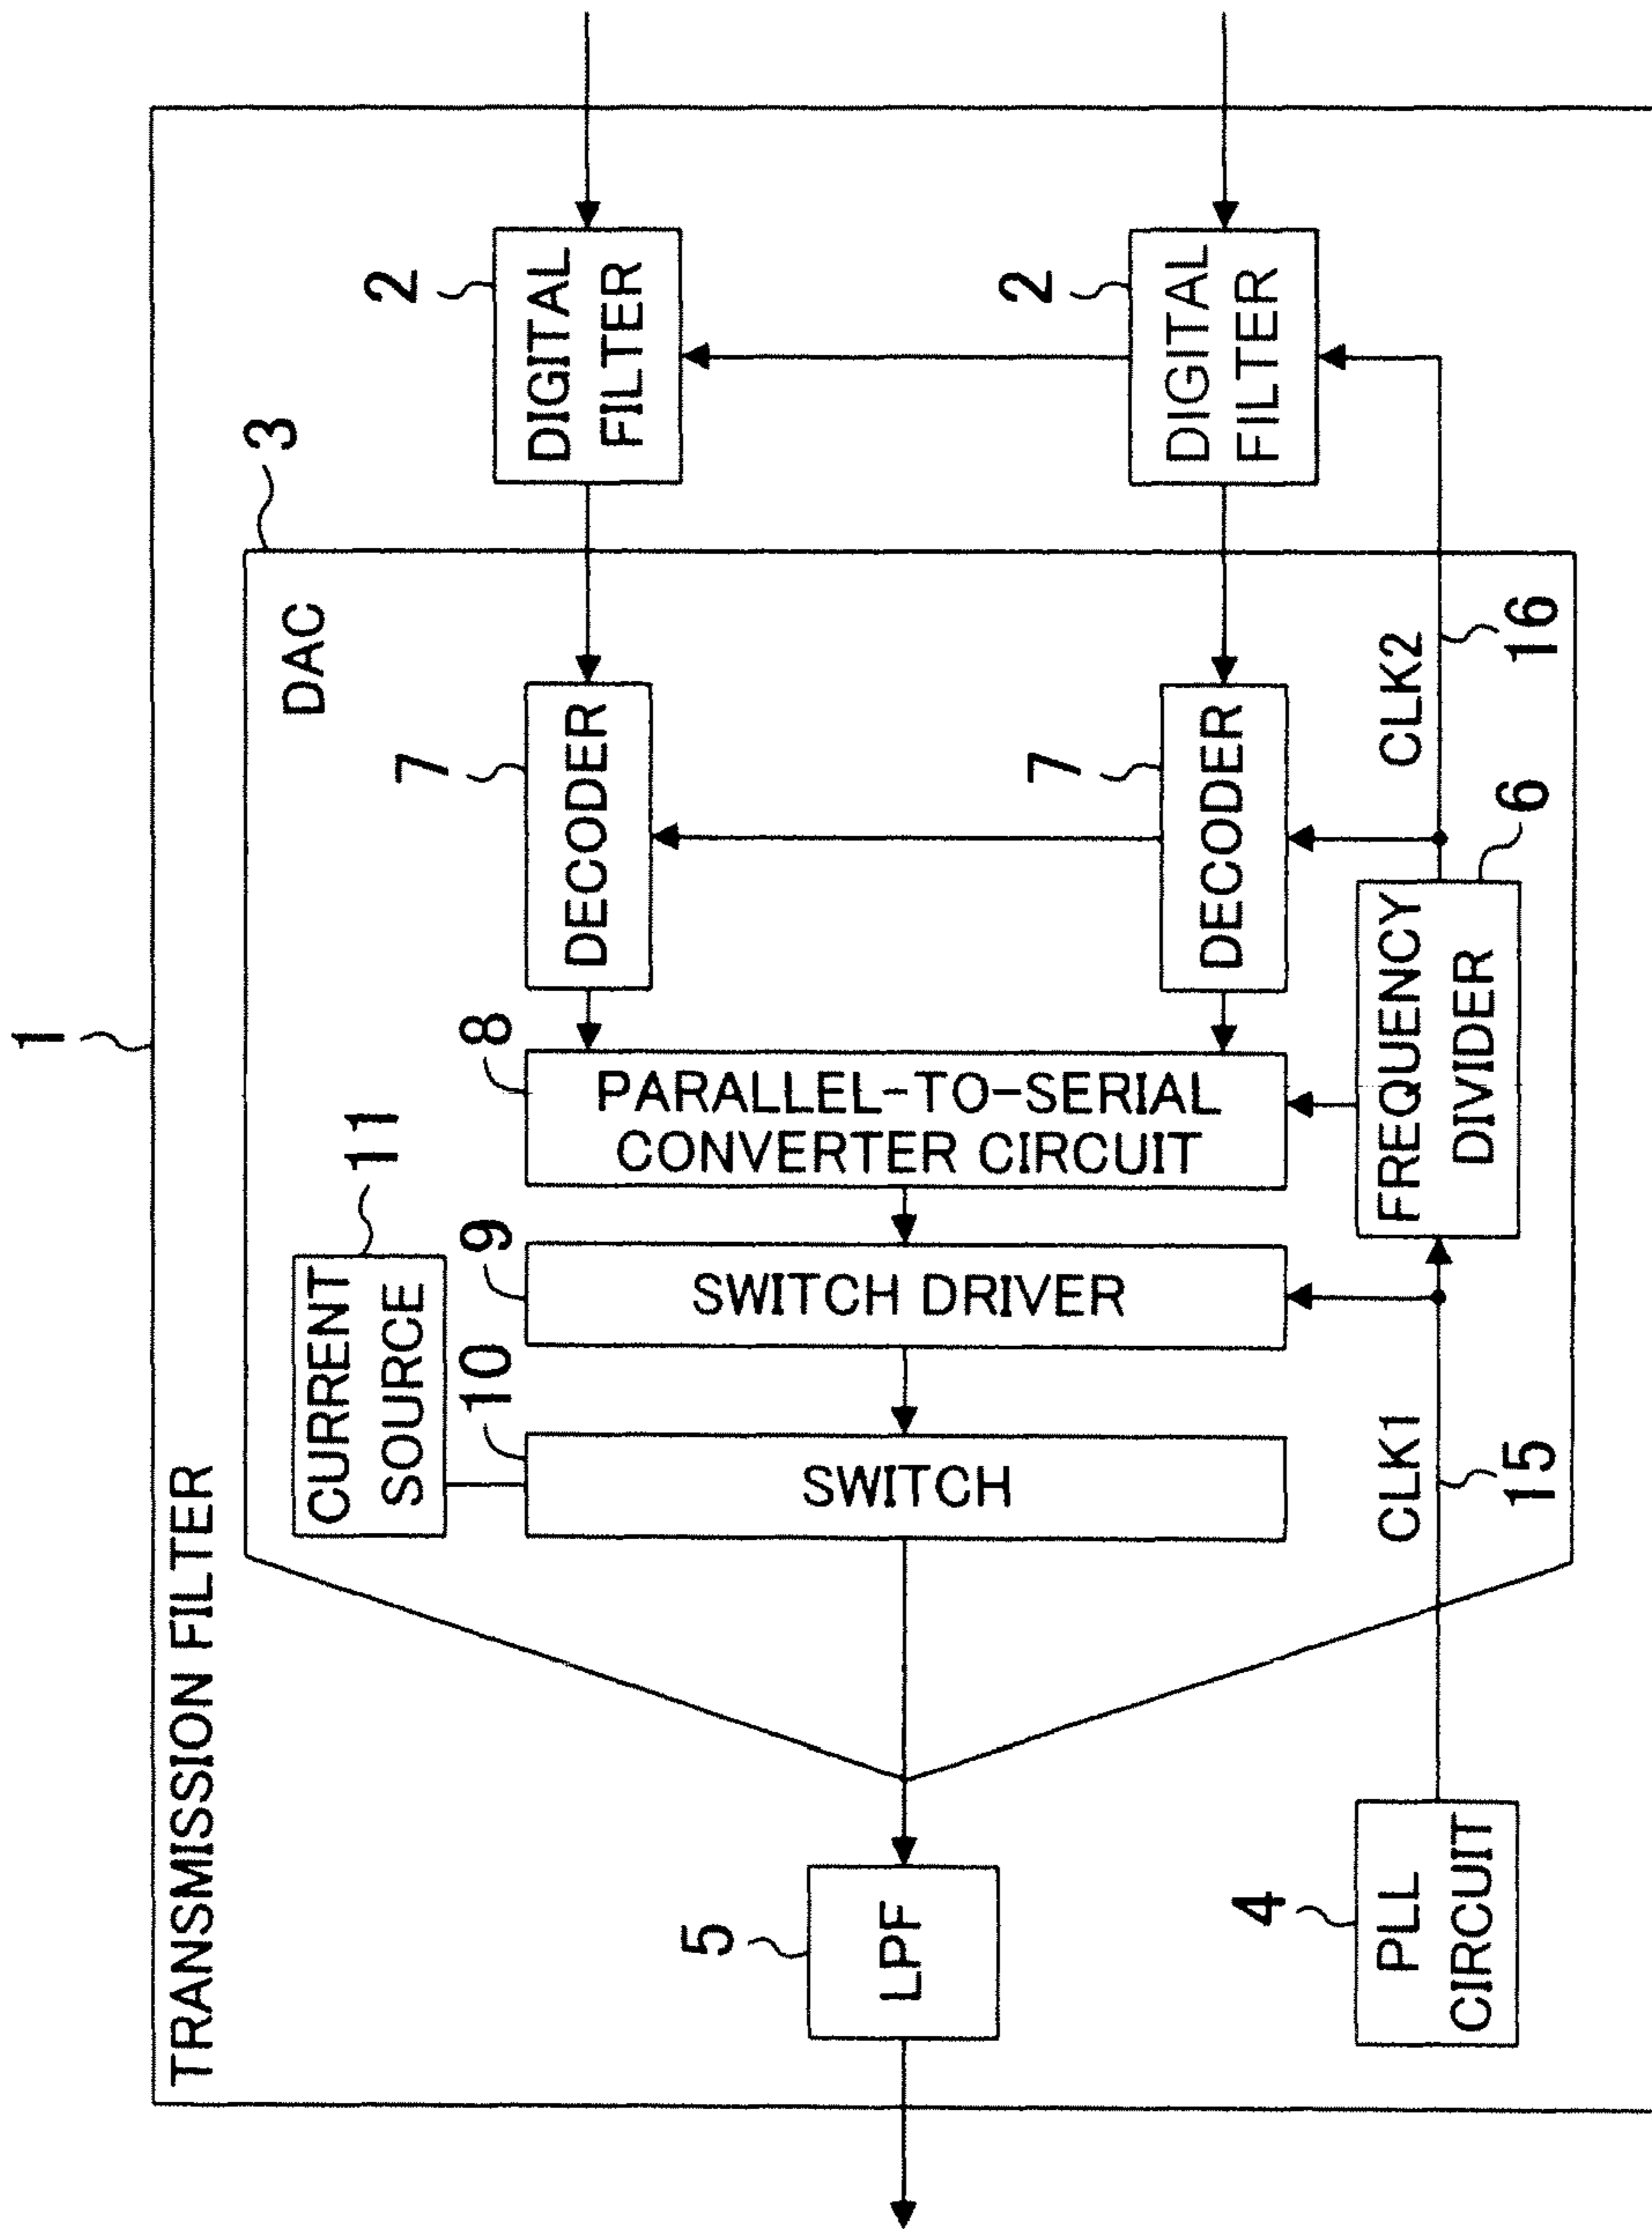 1
TRANSMISSION FILTER
3
DAC
CURRENT
SOURCE
11
2
DIGITAL
FILTER
7
DECODER
8
PARALLEL-TO-SERIAL
CONVERTER CIRCUIT
9
SWITCH DRIVER
10
SWITCH
5
LPF
2
DIGITAL
FILTER
7
DECODER
4
PLL
CIRCUIT
CLK1
15
FREQUENCY
DIVIDER
6
CLK2
16